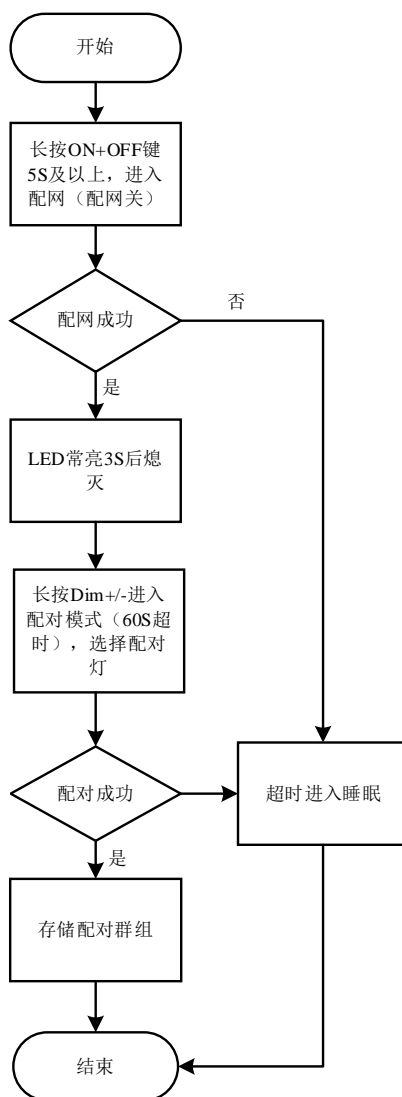 开始
长按ON+OFF键
5S及以上，进入
配网（配网关）
配网成功
否
是
LED常亮3S后熄
灭
长按Dim+/-进入
配对模式（60S超
时），选择配对
灯
配对成功
超时进入睡眠
是
存储配对群组
结束